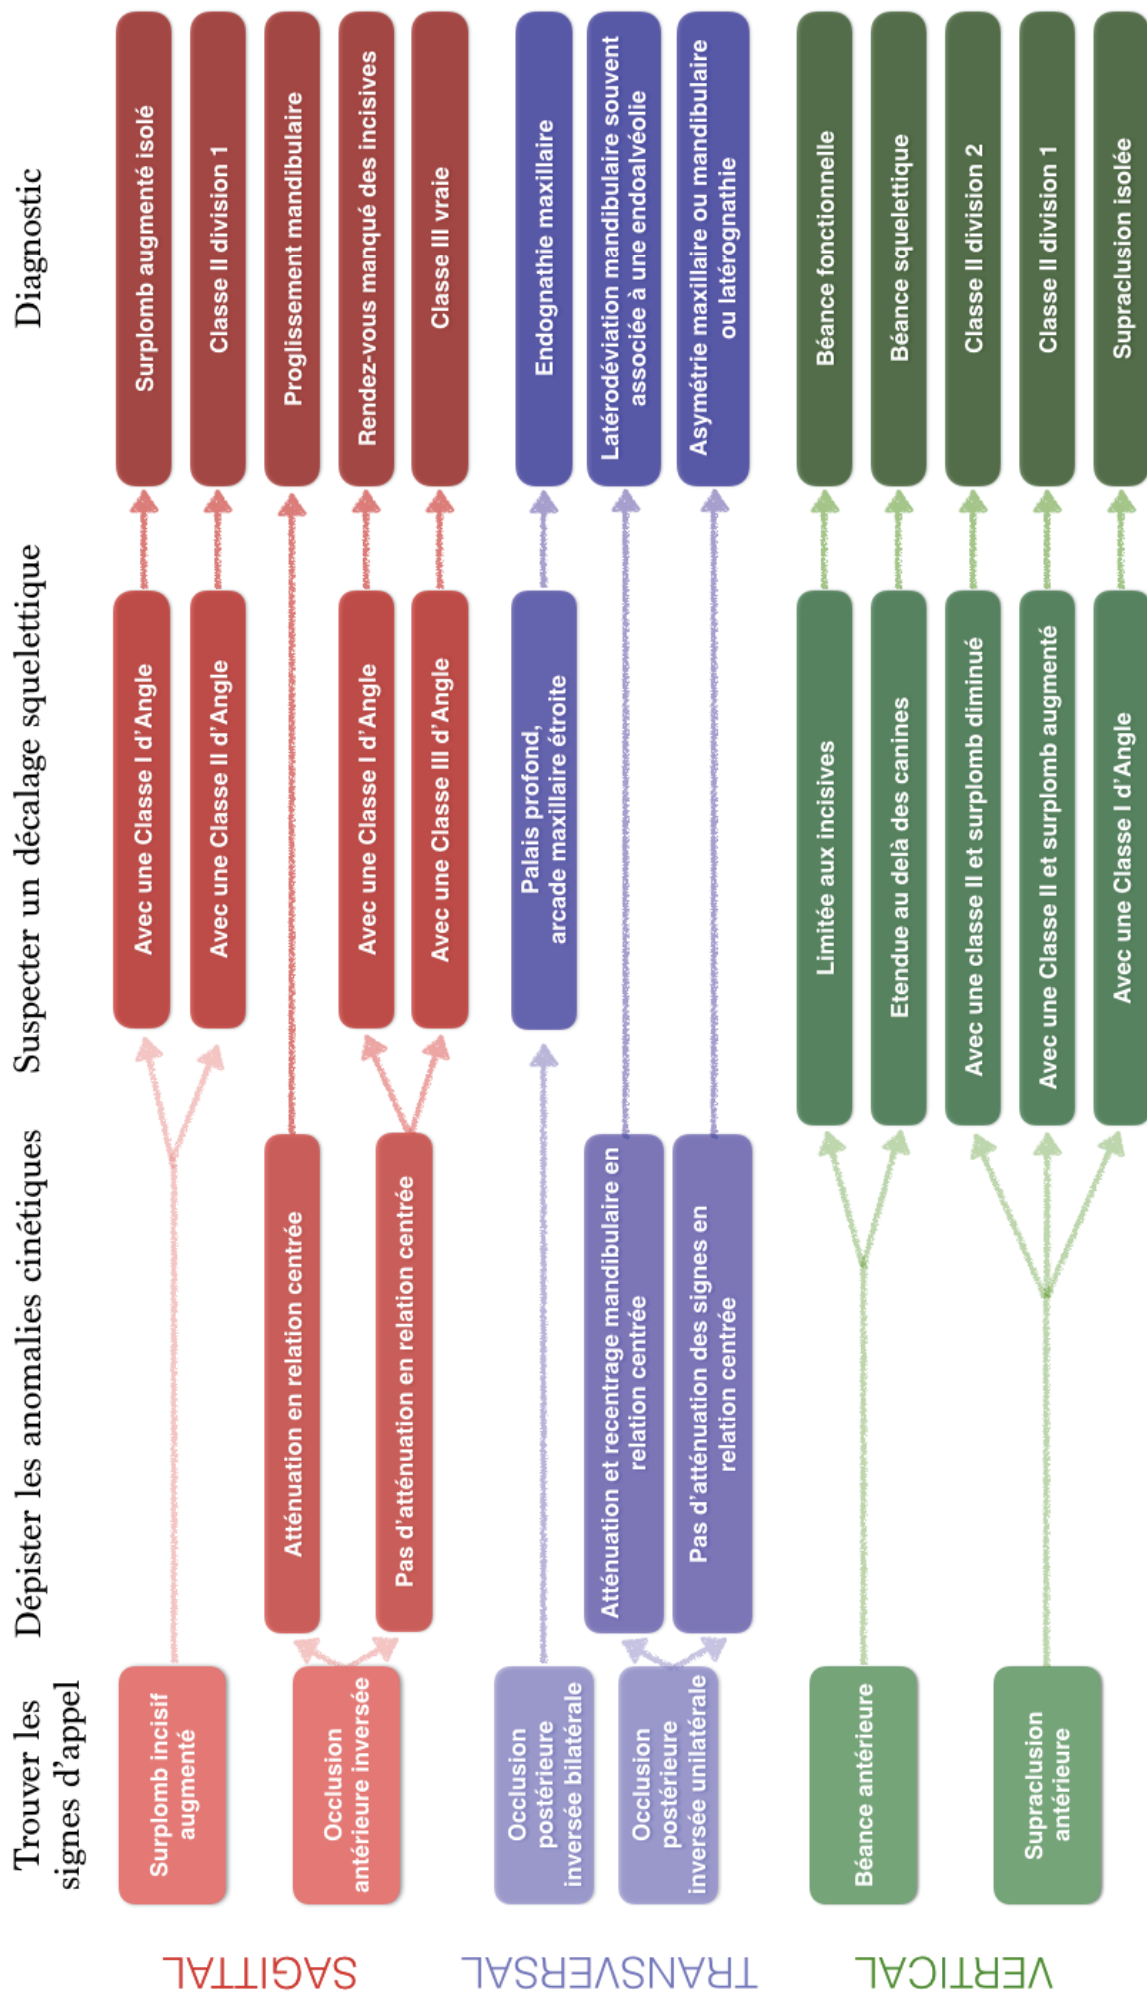 Trouver les
signes d'appel
Dépister les anomalies cinétiques
Suspecter un décalage squelettique
Diagnostic
SAGITTAL
Surplomb incisif
augmenté
Avec une Classe I d'Angle
Surplomb augmenté isolé
Avec une Classe II d'Angle
Classe II division 1
Occlusion
antérieure inversée
Atténuation en relation centrée
Proglissement mandibulaire
Pas d'atténuation en relation centrée
Avec une Classe I d'Angle
Rendez-vous manqué des incisives
Avec une Classe III d'Angle
Classe III vraie
TRANSVERSAL
Occlusion
postérieure
inversée bilatérale
Palais profond,
arcade maxillaire étroite
Endognathie maxillaire
Occlusion
postérieure
inversée unilatérale
Atténuation et recentrage mandibulaire en
relation centrée
Latérodéviation mandibulaire souvent
associée à une endoalvéolie
Pas d'atténuation des signes en
relation centrée
Asymétrie maxillaire ou mandibulaire
ou latérognathie
VERTICAL
Béance antérieure
Limitée aux incisives
Béance fonctionnelle
Etendue au delà des canines
Béance squelettique
Supraclusion
antérieure
Avec une classe II et surplomb diminué
Classe II division 2
Avec une Classe II et surplomb augmenté
Classe II division 1
Avec une Classe I d'Angle
Supraclusion isolée